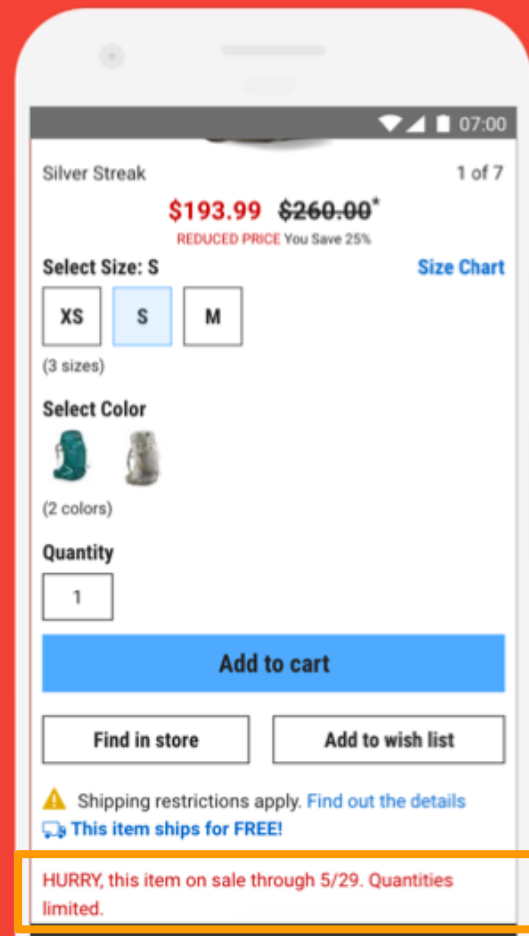 07:00
Silver Streak 1 of 7
$193.99 $260.00*
REDUCED PRICE You Save 25%
Select Size: S Size Chart
XS S M
(3 sizes)
Select Color
(2 colors)
Quantity
1
Add to cart
Find in store Add to wish list
Shipping restrictions apply. Find out the details
This item ships for FREE!
HURRY, this item on sale through 5/29. Quantities
limited.